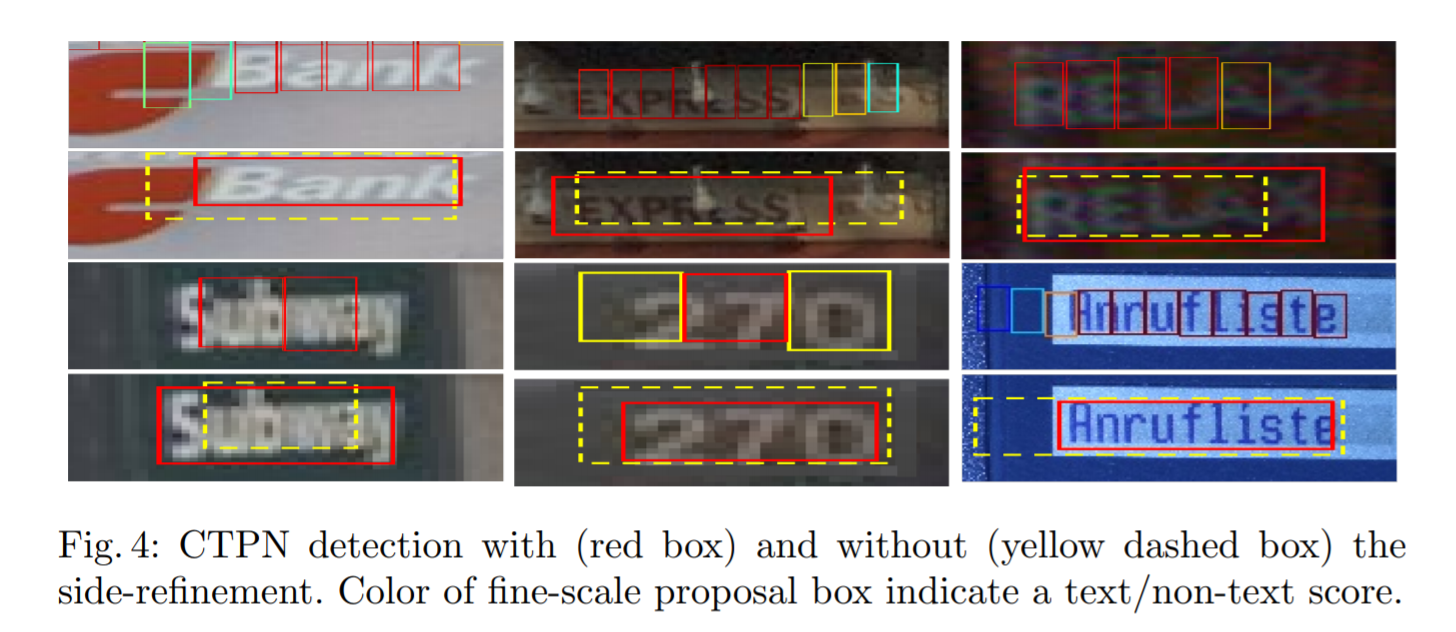 Bank
EXPRESS
RELAX
Bank
EXPRESS
RELAX
Subway
270
Anrufliste
Subway
270
Anrufliste
Fig. 4: CTPN detection with (red box) and without (yellow dashed box) the
side-refinement. Color of fine-scale proposal box indicate a text/non-text score.